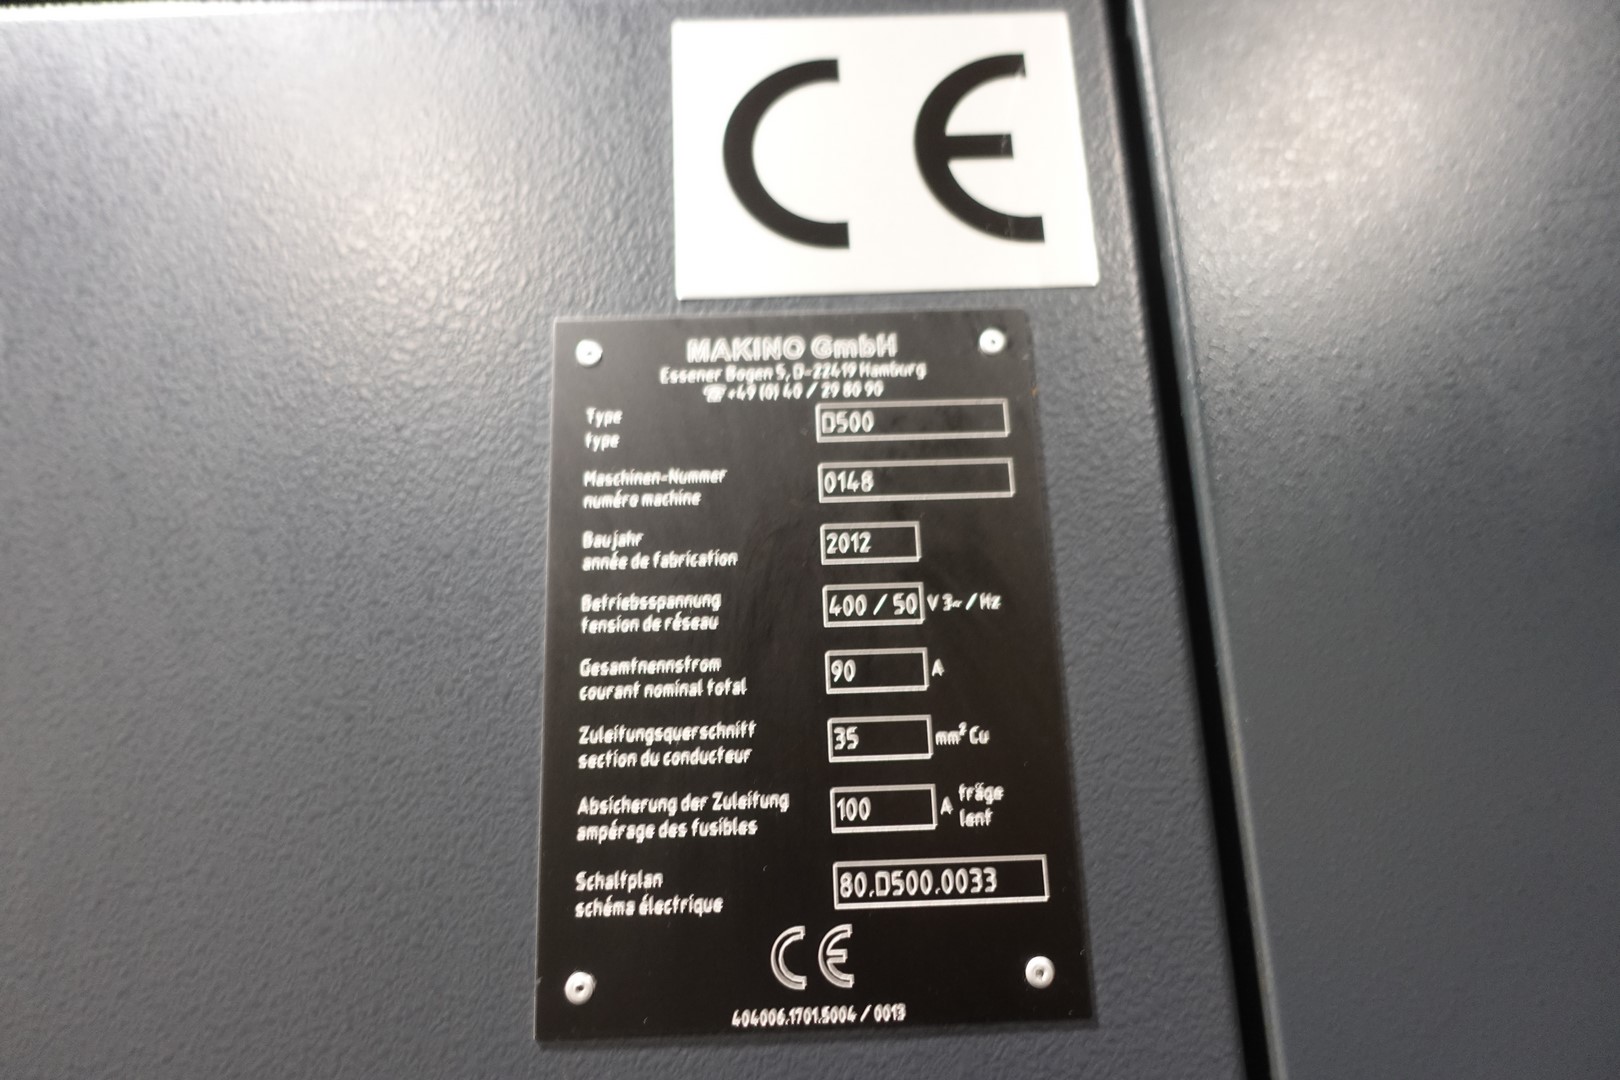 CE
MAKINO GmbH
Essener Bogen 5, D-22419 Hamburg
☎ +49 (0) 40 / 29 80 90
Type
type
D500
Maschinen-Nummer
numéro machine
0148
Baujahr
année de fabrication
2012
Betriebsspannung
tension de réseau
400 / 50 V 3~ / Hz
Gesamtnennstrom
courant nominal total
90 A
Zuleitungsquerschnitt
section du conducteur
35 mm² Cu
Absicherung der Zuleitung
ampérage des fusibles
100 A träge
lent
Schaltplan
schéma électrique
80.D500.0033
CE
404006.1701.5004 / 0013